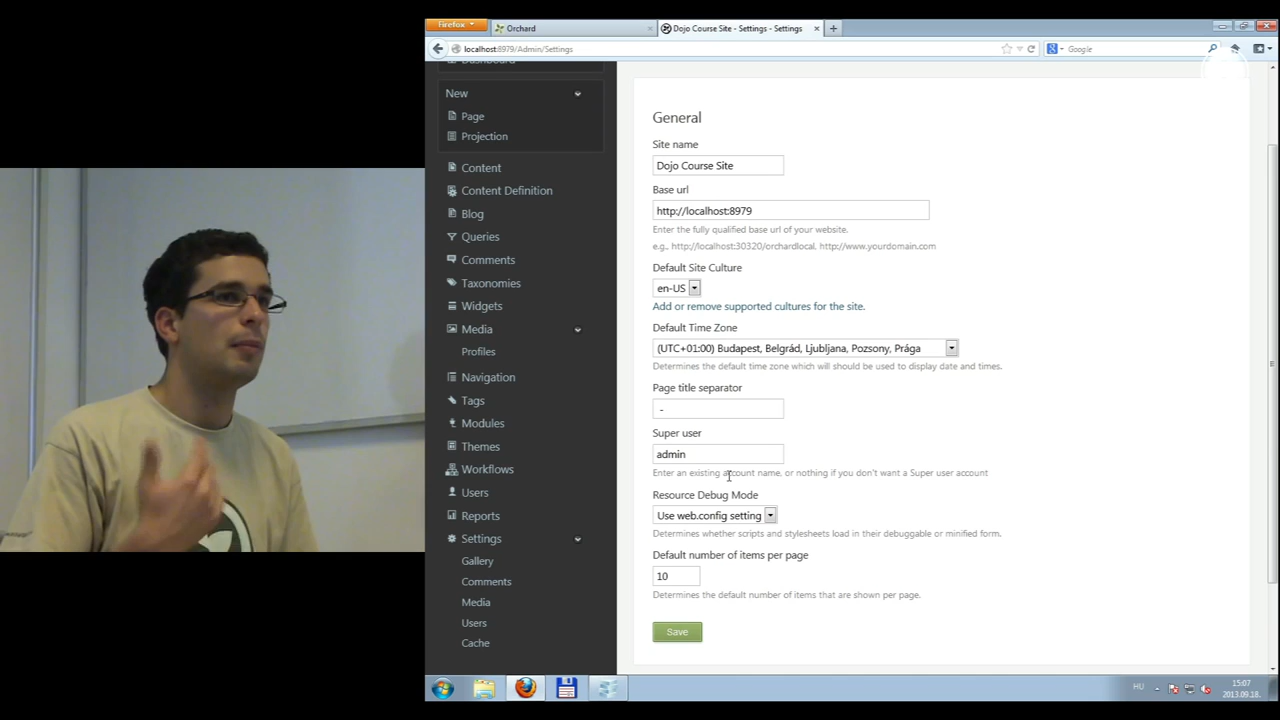 Firefox
Orchard
Dojo Course Site - Settings - Settings
localhost:8979/Admin/Settings
Google
Dashboard
New
Page
Projection
Content
Content Definition
Blog
Queries
Comments
Taxonomies
Widgets
Media
Profiles
Navigation
Tags
Modules
Themes
Workflows
Users
Reports
Settings
Gallery
Comments
Media
Users
Cache
General
Site name
Dojo Course Site
Base url
http://localhost:8979
Enter the fully qualified base url of your website.
e.g., http://localhost:30320/orchardlocal, http://www.yourdomain.com
Default Site Culture
en-US
Add or remove supported cultures for the site.
Default Time Zone
(UTC+01:00) Budapest, Belgrád, Ljubljana, Pozsony, Prága
Determines the default time zone which will should be used to display date and times.
Page title separator
-
Super user
admin
Enter an existing account name, or nothing if you don't want a Super user account
Resource Debug Mode
Use web.config setting
Determines whether scripts and stylesheets load in their debuggable or minified form.
Default number of items per page
10
Determines the default number of items that are shown per page.
Save
HU
15:07
2013.09.18.